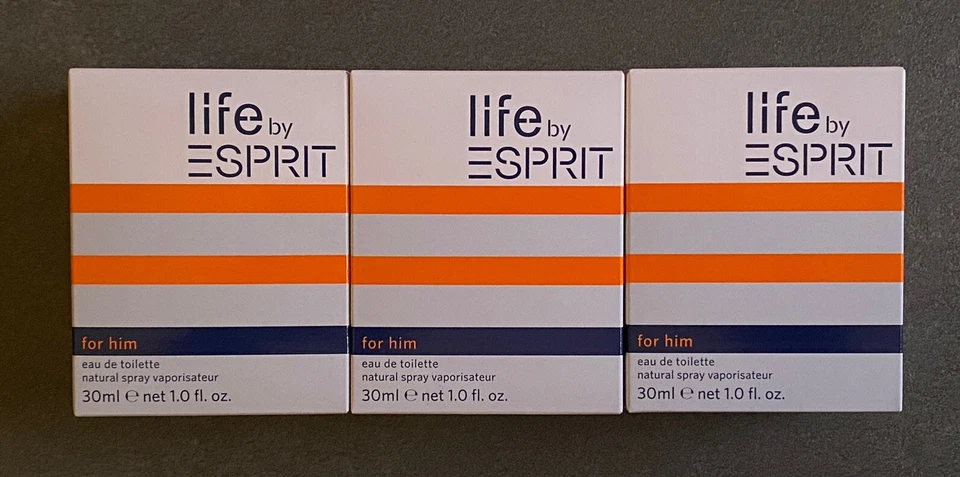 life by
ESPRIT
for him
eau de toilette
natural spray vaporisateur
30ml ℮ net 1.0 fl. oz.
life by
ESPRIT
for him
eau de toilette
natural spray vaporisateur
30ml ℮ net 1.0 fl. oz.
life by
ESPRIT
for him
eau de toilette
natural spray vaporisateur
30ml ℮ net 1.0 fl. oz.